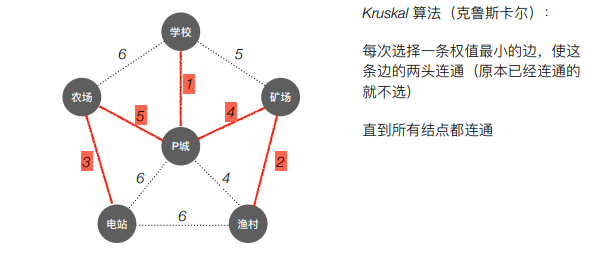 学校
6
5
1
农场
矿场
5
4
P城
3
2
6
4
电站
6
渔村
Kruskal 算法（克鲁斯卡尔）：
每次选择一条权值最小的边，使这
条边的两头连通（原本已经连通的
就不选）
直到所有结点都连通